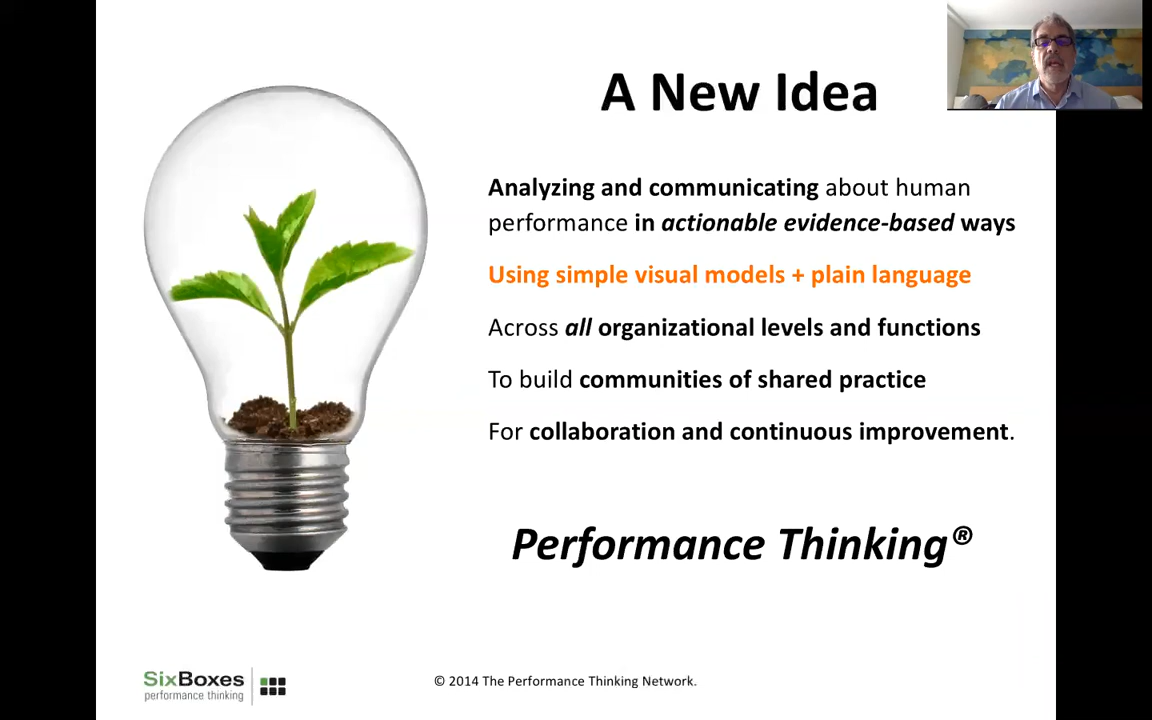 A New Idea
Analyzing and communicating about human
performance in actionable evidence-based ways
Using simple visual models + plain language
Across all organizational levels and functions
To build communities of shared practice
For collaboration and continuous improvement.
Performance Thinking®
SixBoxes
performance thinking
© 2014 The Performance Thinking Network.